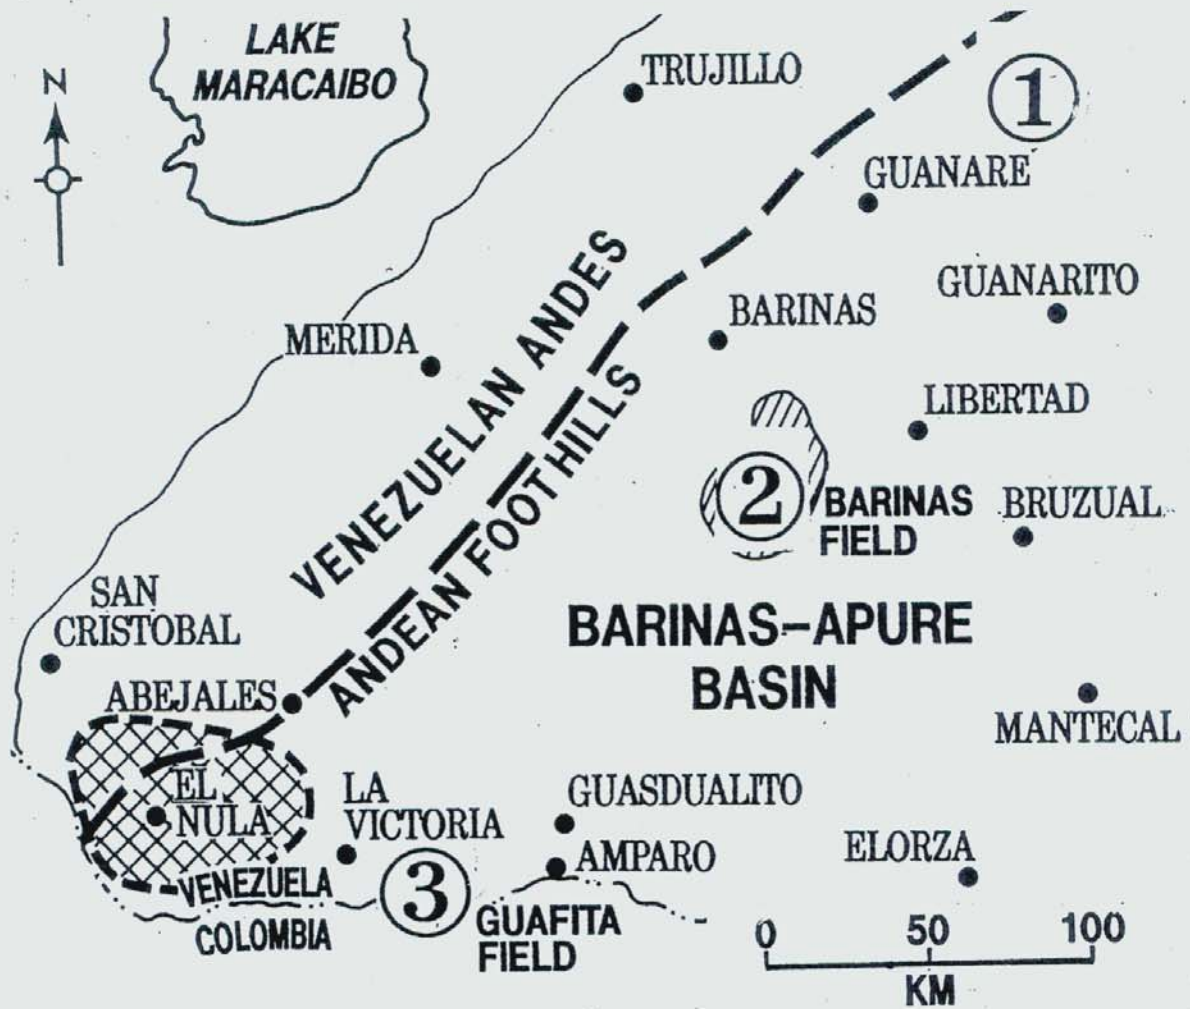 LAKE
MARACAIBO
N
TRUJILLO
1
GUANARE
GUANARITO
BARINAS
MERIDA
VENEZUELAN ANDES
ANDEAN FOOTHILLS
LIBERTAD
2
BARINAS
FIELD
BRUZUAL
SAN
CRISTOBAL
BARINAS-APURE
BASIN
ABEJALES
MANTECAL
EL
NULA
LA
VICTORIA
GUASDUALITO
AMPARO
ELORZA
VENEZUELA
COLOMBIA
3
GUAFITA
FIELD
0 50 100
KM